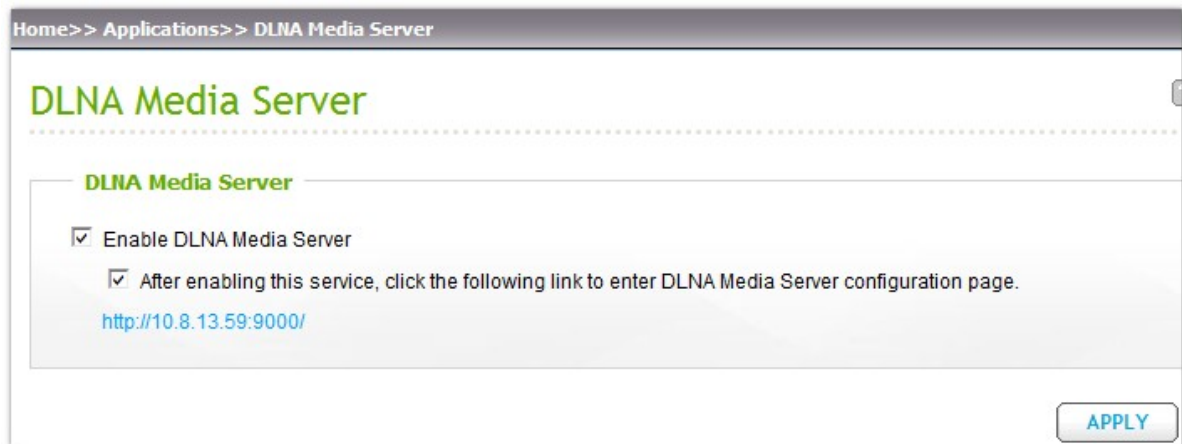 Home>> Applications>> DLNA Media Server
DLNA Media Server
DLNA Media Server
Enable DLNA Media Server
After enabling this service, click the following link to enter DLNA Media Server configuration page.
http://10.8.13.59:9000/
APPLY